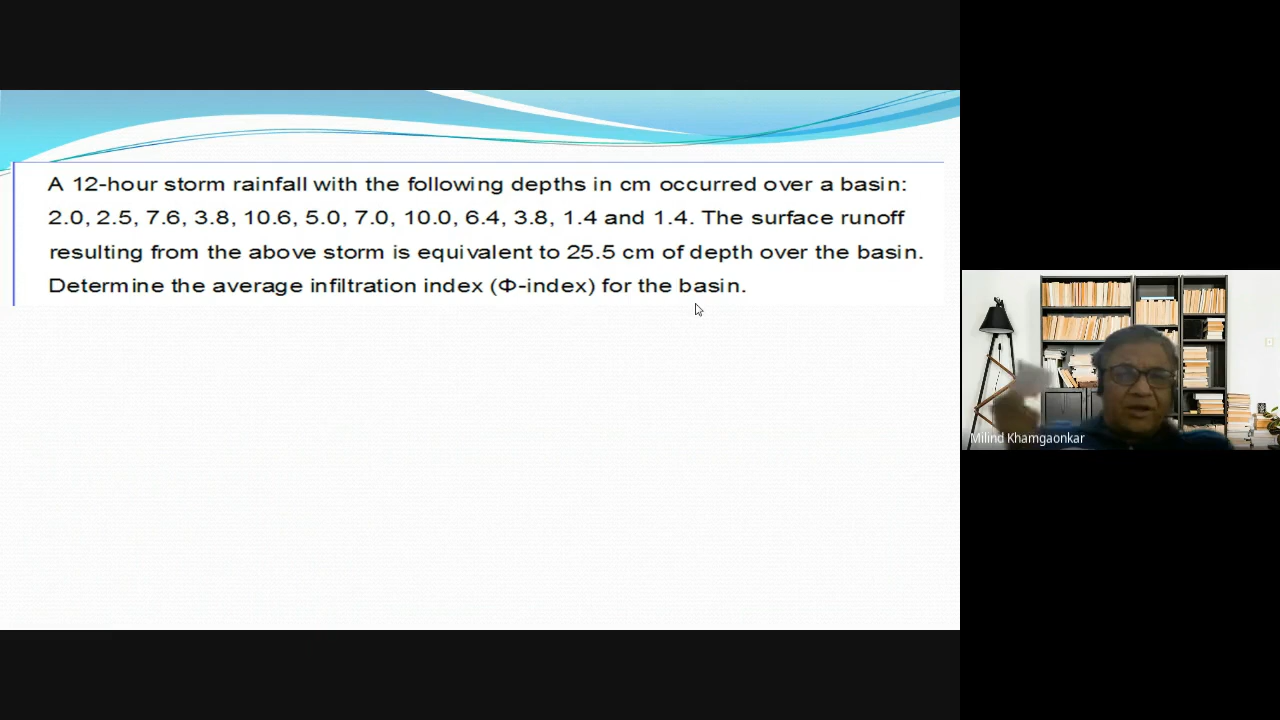 A 12-hour storm rainfall with the following depths in cm occurred over a basin:
2.0, 2.5, 7.6, 3.8, 10.6, 5.0, 7.0, 10.0, 6.4, 3.8, 1.4 and 1.4. The surface runoff
resulting from the above storm is equivalent to 25.5 cm of depth over the basin.
Determine the average infiltration index (Φ-index) for the basin.
Milind Khamgaonkar